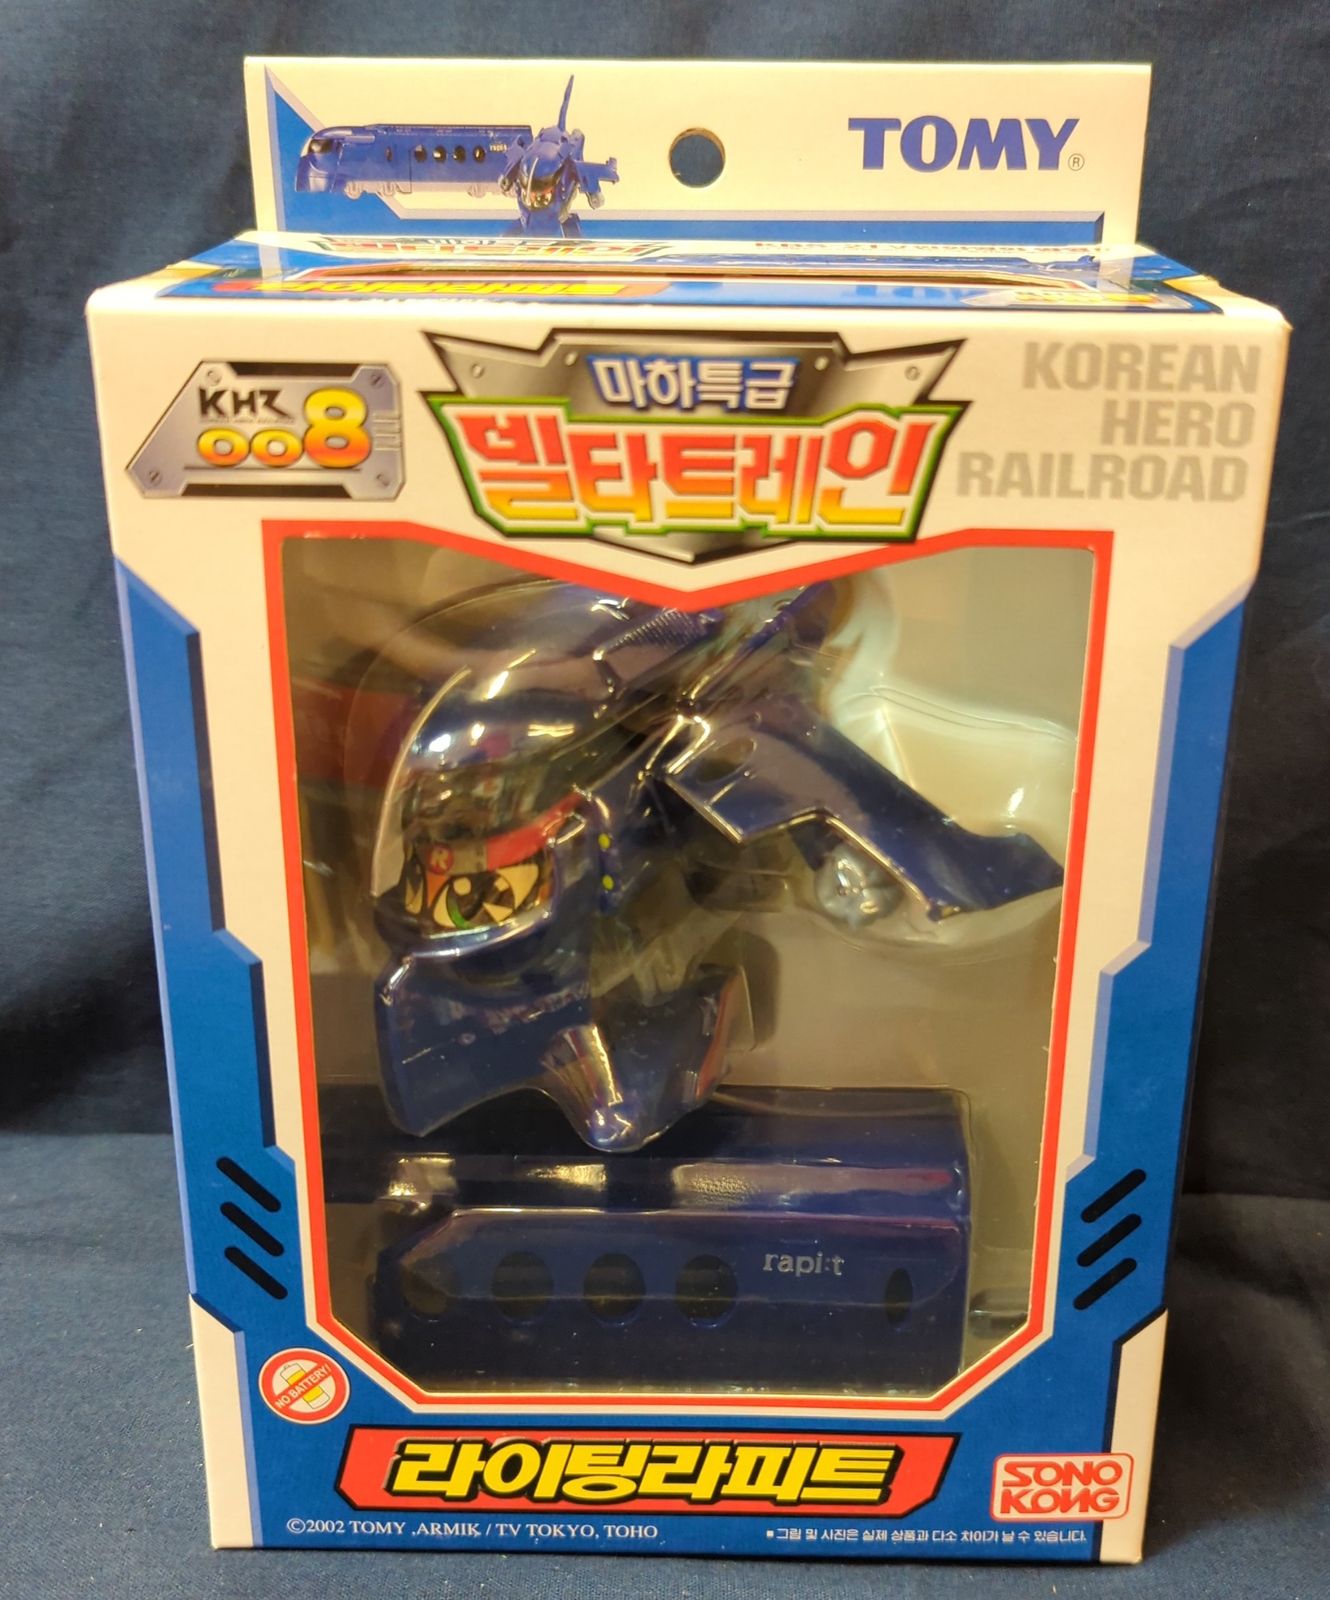 TOMY®
KHR
008
마하특급
델타트레인
KOREAN
HERO
RAILROAD
R
rapi:t
NO BATTERY!
라이팅라피트
SONO
KONG
©2002 TOMY ,ARMIK / TV TOKYO, TOHO
■ 그림 및 사진은 실제 상품과 다소 차이가 날 수 있습니다.